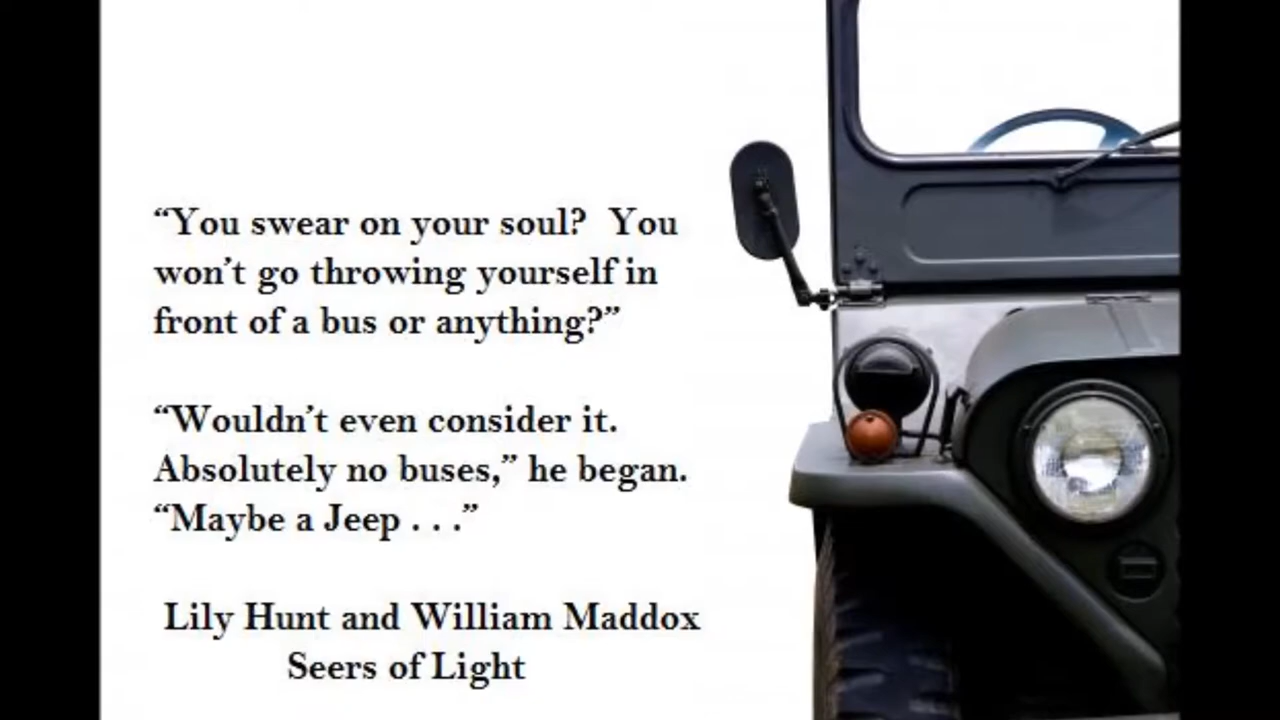 “You swear on your soul?  You
won’t go throwing yourself in
front of a bus or anything?”
“Wouldn’t even consider it.
Absolutely no buses,” he began.
“Maybe a Jeep . . .”
Lily Hunt and William Maddox
Seers of Light